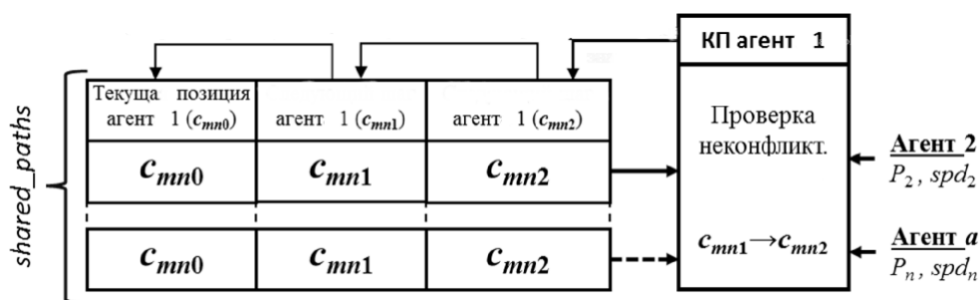 КП агент 1
Текуща позиция
агент 1 (cmn0)
агент 1 (cmn1)
агент 1 (cmn2)
shared_paths
cmn0
cmn1
cmn2
Проверка
неконфликт.
Агент 2
P2 , spd2
cmn0
cmn1
cmn2
cmn1→cmn2
Агент a
Pn , spdn